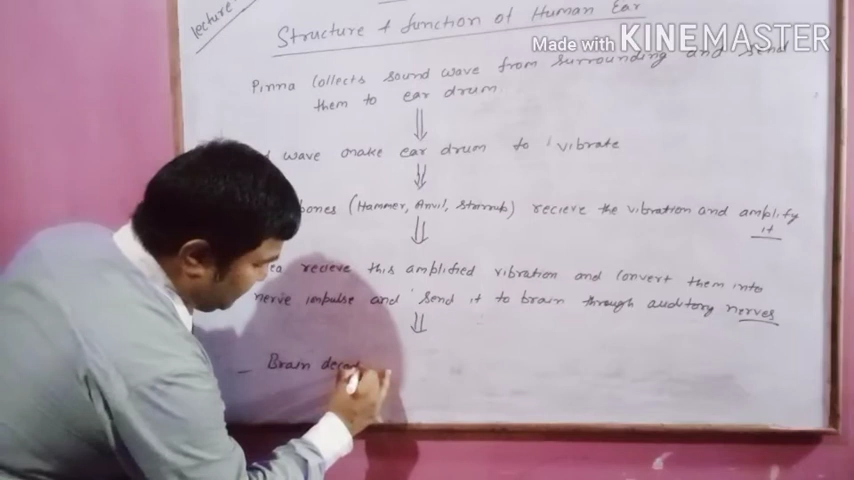 lecture-
Structure & function of Human Ear
Made with KINEMASTER
Pinna Collects sound wave from surrounding and send
them to ear drum
wave make ear drum to vibrate
bones (Hammer, Anvil, Stirrub) recieve the vibration and amplify
it
recieve this amplified vibration and Convert them into
nerve impulse and send it to brain through auditory nerves
Brain